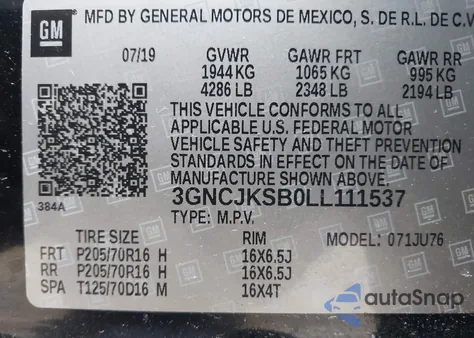 GM MFD BY GENERAL MOTORS DE MEXICO, S. DE R.L. DE C.V
07/19 GVWR GAWR FRT GAWR RR
1944 KG 1065 KG 995 KG
4286 LB 2348 LB 2194 LB
THIS VEHICLE CONFORMS TO ALL
APPLICABLE U.S. FEDERAL MOTOR
VEHICLE SAFETY AND THEFT PREVENTION
STANDARDS IN EFFECT ON THE DATE OF
MANUFACTURE SHOWN ABOVE.
384A 3GNCJKSB0LL111537
TYPE: M.P.V.
TIRE SIZE RIM MODEL: 071JU76
FRT P205/70R16 H 16X6.5J
RR P205/70R16 H 16X6.5J
SPA T125/70D16 M 16X4T
GM
autoSnap